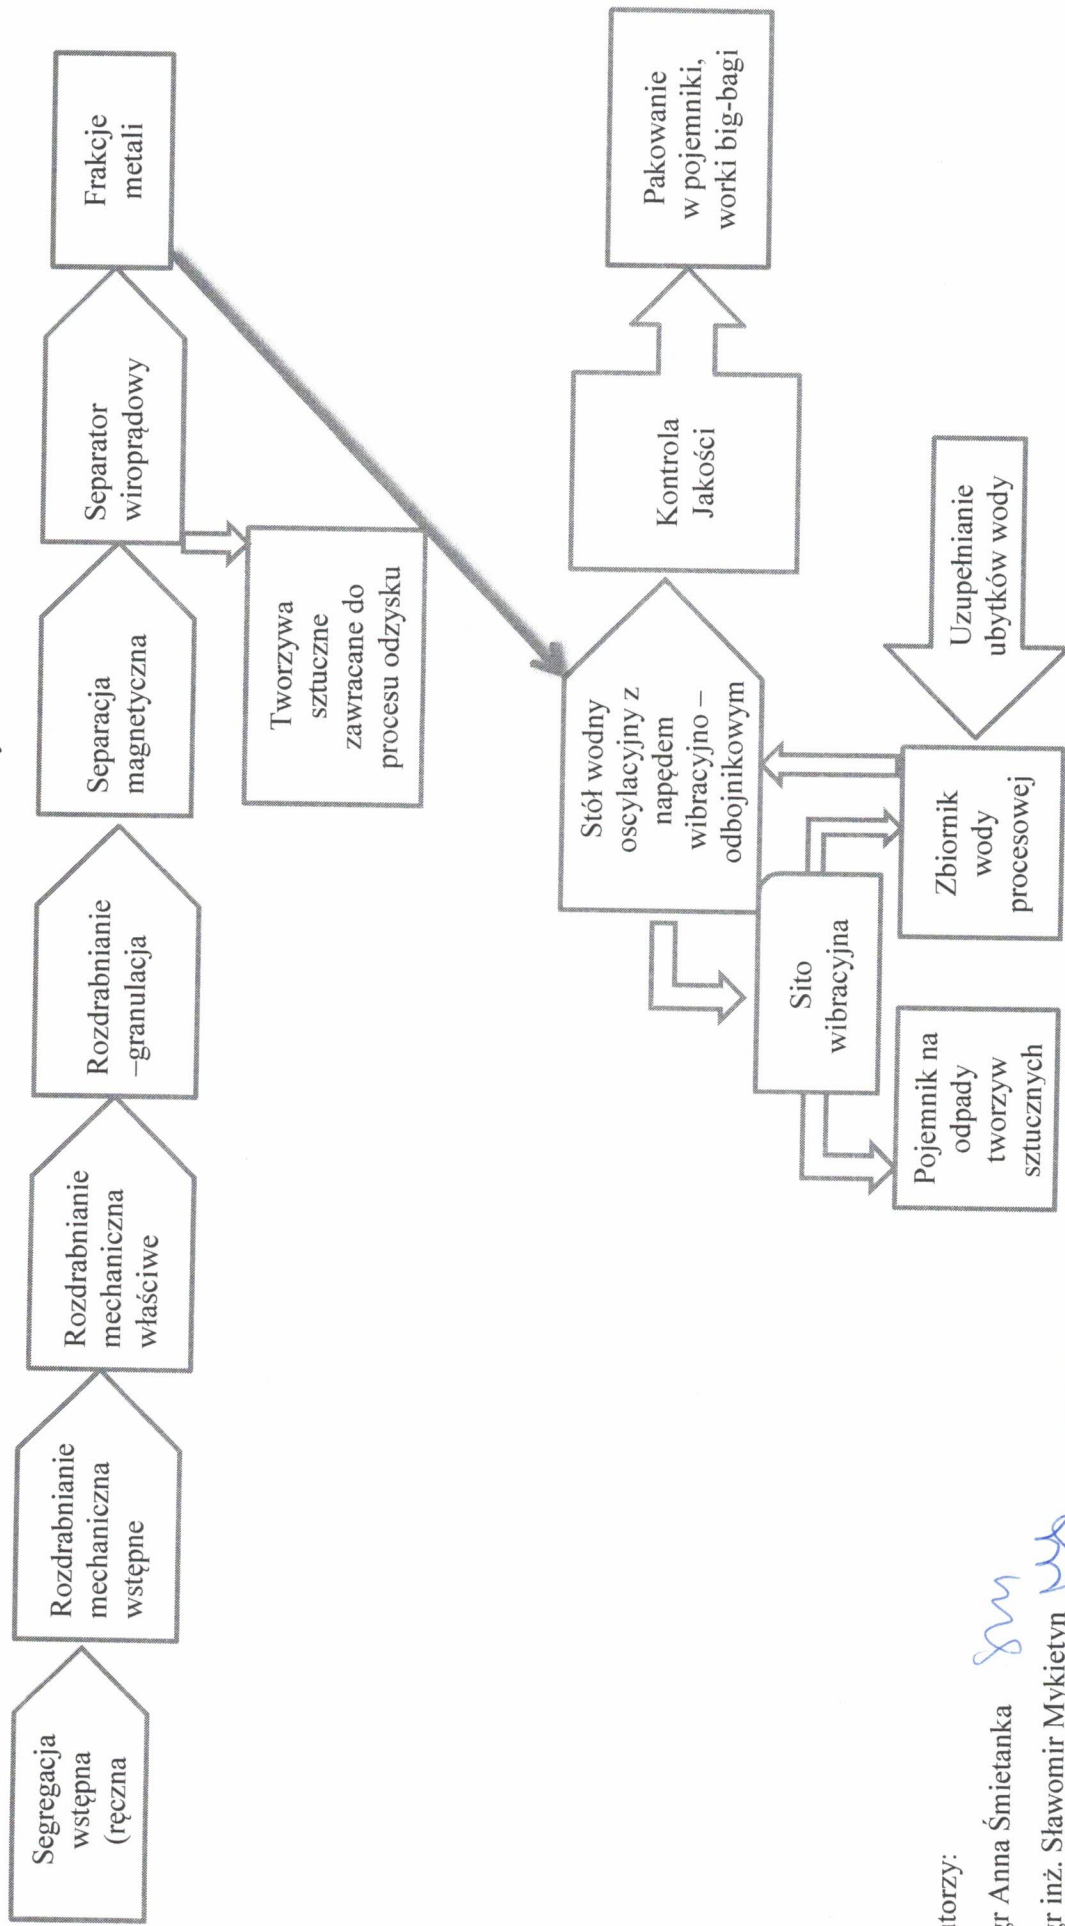 Segregacja
wstępna
(ręczna
Rozdrabnianie
mechaniczna
wstępne
Rozdrabnianie
mechaniczna
właściwe
Rozdrabnianie
–granulacja
Separacja
magnetyczna
Separator
wiroprądowy
Frakcje
metali
Tworzywa
sztuczne
zawracane do
procesu odzysku
Stół wodny
oscylacyjny z
napędem
wibracyjno –
odbojnikowym
Kontrola
Jakości
Pakowanie
w pojemniki,
worki big-bagi
Sito
wibracyjna
Pojemnik na
odpady
tworzyw
sztucznych
Zbiornik
wody
procesowej
Uzupełnianie
ubytków wody
utorzy:
gr Anna Śmietanka
gr inż. Sławomir Mykietyn